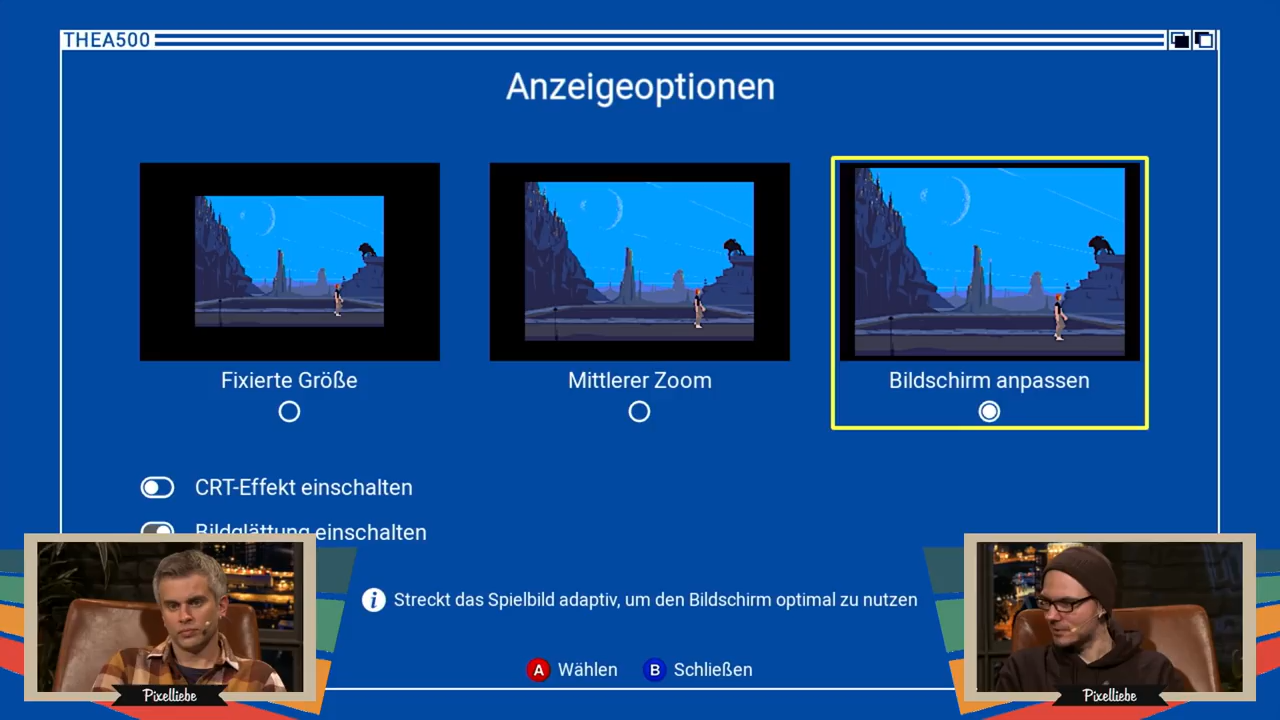 THEA500
Anzeigeoptionen
Fixierte Größe
Mittlerer Zoom
Bildschirm anpassen
CRT-Effekt einschalten
Bildglättung einschalten
i Streckt das Spielbild adaptiv, um den Bildschirm optimal zu nutzen
A Wählen B Schließen
Pixelliebe
Pixelliebe